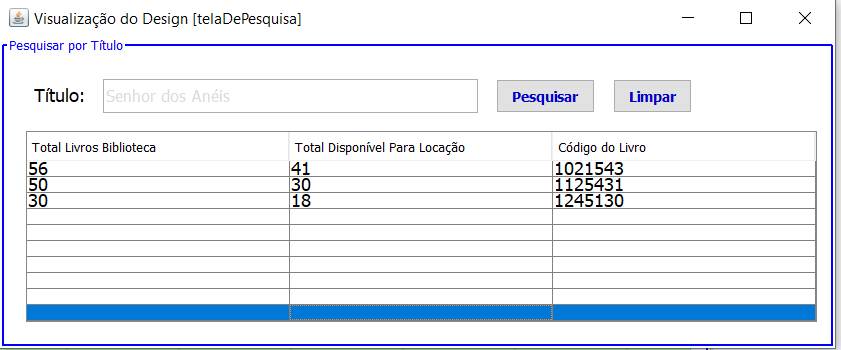 Visualização do Design [telaDePesquisa]
Pesquisar por Título
Título: Senhor dos Anéis Pesquisar Limpar
Total Livros Biblioteca Total Disponível Para Locação Código do Livro
56 41 1021543
50 30 1125431
30 18 1245130